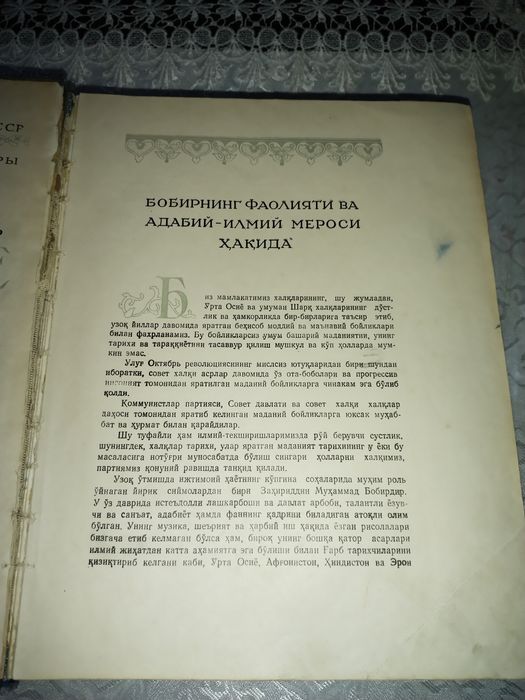 ССР
РЫ
БОБИРНИНГ ФАОЛИЯТИ ВА
АДАБИЙ-ИЛМИЙ МЕРОСИ
ҲАҚИДА
Биз мамлакатимиз халқларининг, шу жумладан,
Урта Осиё ва умуман Шарқ халқларининг дўст-
лик ва ҳамкорликда бир-бирларига таъсир этиб,
узоқ йиллар давомида яратган беҳисоб моддий ва маънавий бойликлари
билан фахрланамиз. Бу бойликларсиз умум башарий маданиятни, унинг
тарихи ва тараққиётини тасаввур қилиш мушкул ва кўп ҳолларда мум-
кин эмас.
Улуғ Октябрь революциясининг мислсиз ютуқларидан бири шундан
иборатки, совет халқи асрлар давомида ўз ота-боболари ва прогрессив
инсоният томонидан яратилган маданий бойликларга чинакам эга бўлиб
қолди.
Коммунистлар партияси, Совет давлати ва совет халқи халқлар
даҳоси томонидан яратиб келинган маданий бойликларга юксак муҳаб-
бат ва ҳурмат билан қарайдилар.
Шу туфайли ҳам илмий-текширишларимизда рўй берувчи сустлик,
шунингдек, халқлар тарихи, улар яратган маданият тарихининг у ёки бу
масаласига нотўғри муносабатда бўлиш сингари ҳолларни халқимиз,
партиямиз қонуний равишда танқид қилади.
Узоқ ўтмишда ижтимоий ҳаётнинг кўпгина соҳаларида муҳим роль
ўйнаган йирик сиймолардан бири Заҳириддин Муҳаммад Бобирдир.
У ўз даврида истеъдодли лашкарбоши ва давлат арбоби, талантли ёзув-
чи ва санъат, адабиёт ҳамда фаннинг қадрини биладиган атоқли олим
бўлган. Унинг музика, шеърият ва ҳарбий иш ҳақида ёзган рисолалари
бизгача етиб келмаган бўлса ҳам, бироқ унинг бошқа қатор асарлари
илмий жиҳатдан катта аҳамиятга эга бўлиши билан Ғарб тарихчиларини
қизиқтириб келгани каби, Урта Осиё, Афғонистон, Ҳиндистон ва Эрон